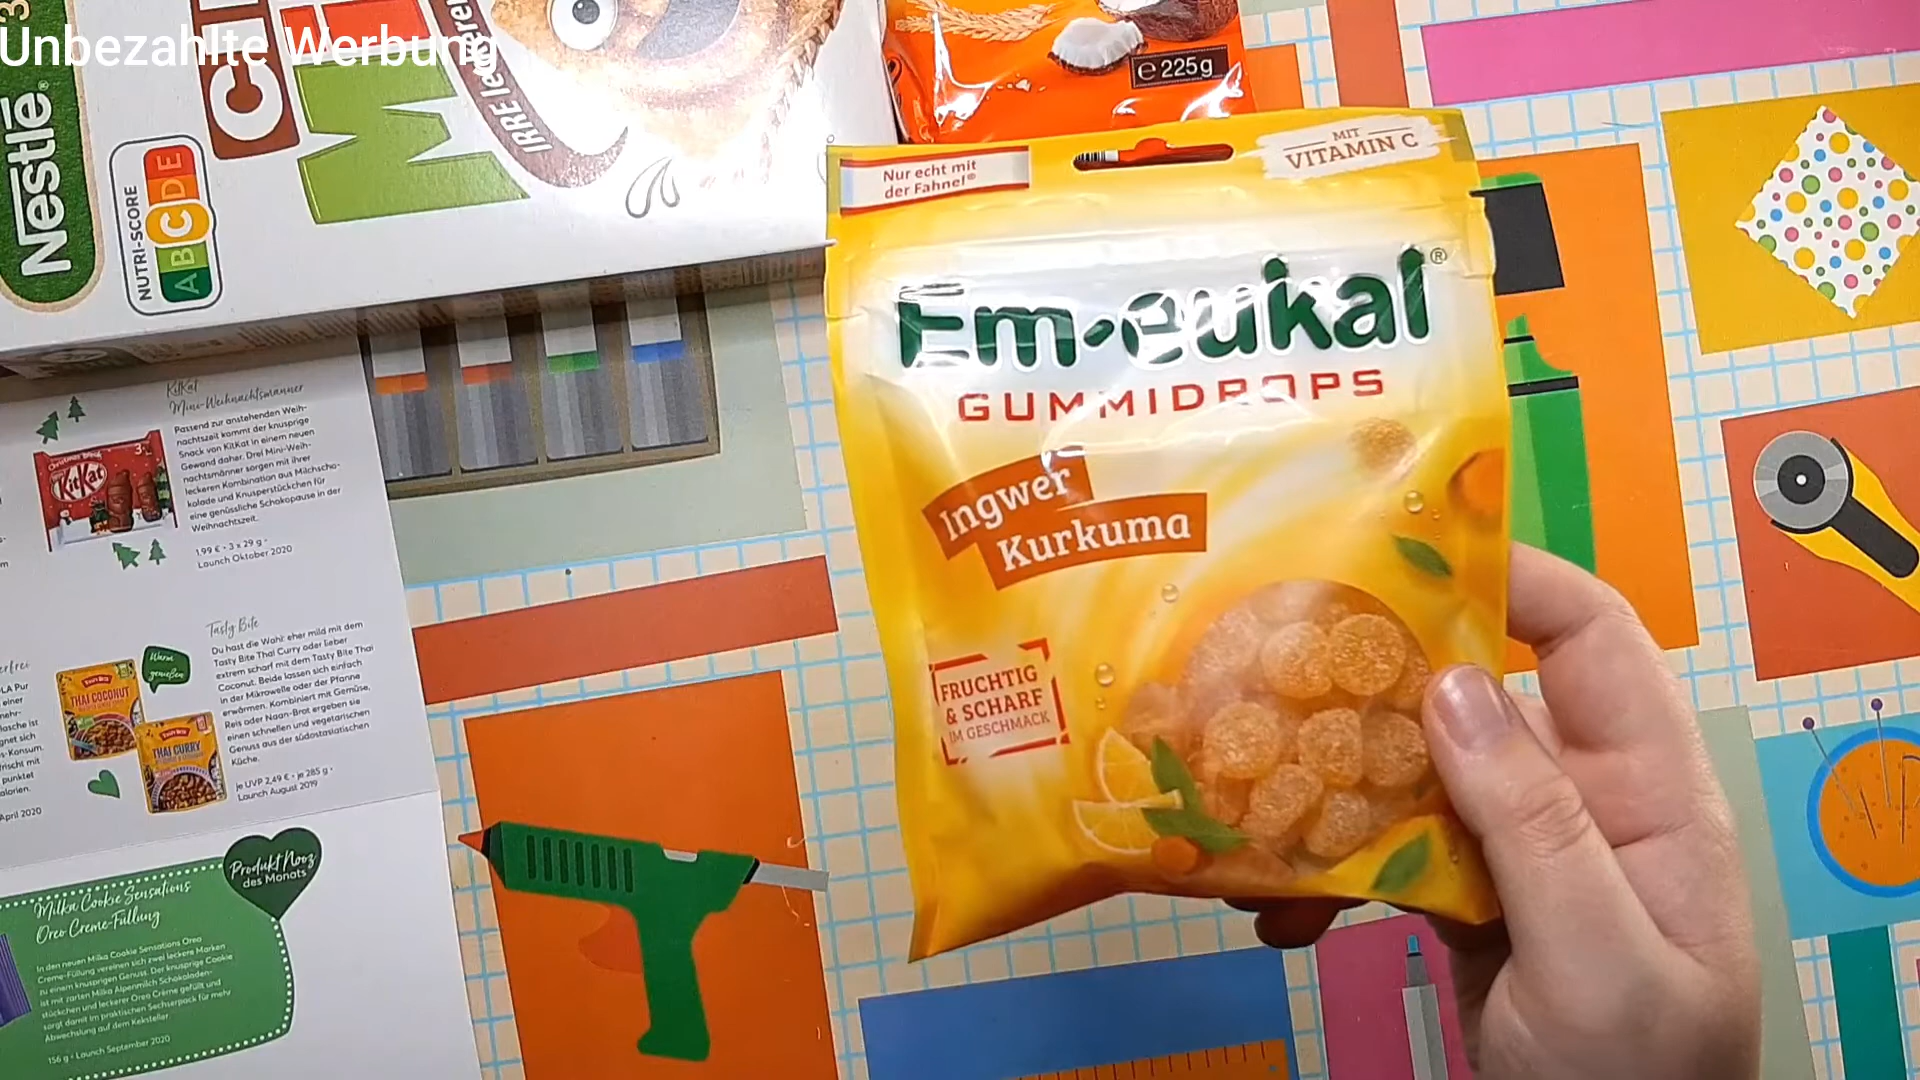 Unbezahlte Werbung
Nestlé®
NUTRI-SCORE
A B C D E
e 225g
Nur echt mit
der Fahne!®
MIT
VITAMIN C
Em-eukal®
GUMMIDROPS
Ingwer
Kurkuma
FRUCHTIG
& SCHARF
IM GESCHMACK
KitKat
Mini-Weihnachtsmänner
KitKat
Passend zur anstehenden Weih-
nachtszeit kommt der knusprige
Snack von KitKat in einem neuen
Gewand daher. Drei Mini-Weih-
nachtsmänner sorgen mit ihrer
leckeren Kombination aus Milchscho-
kolade und Knusperstückchen für
eine genüssliche Schokopause in der
Weihnachtszeit.
1,99 € • 3 x 29 g •
Launch Oktober 2020
Tasty Bite
Warm
genießen
THAI COCONUT
THAI CURRY
Du hast die Wahl: eher mild mit dem
Tasty Bite Thai Curry oder lieber
extrem scharf mit dem Tasty Bite Thai
Coconut. Beide lassen sich einfach
in der Mikrowelle oder der Pfanne
erwärmen. Kombiniert mit Gemüse,
Reis oder Naan-Brot ergeben sie
einen schnellen und vegetarischen
Genuss aus der südostasiatischen
Küche.
je UVP 2,49 € • je 285 g •
Launch August 2019
April 2020
Produkt Nooz
des Monats
Milka Cookie Sensations
Oreo Creme-Füllung
In den neuen Milka Cookie Sensations Oreo
Creme-Füllung vereinen sich zwei leckere Marken
zu einem knusprigen Genuss. Der knusprige Cookie
ist mit zarten Milka Alpenmilch Schokoladen-
stückchen und leckerer Oreo Crème gefüllt und
sorgt damit im praktischen Sechserpack für mehr
Abwechslung auf dem Keksteller.
156 g • Launch September 2020